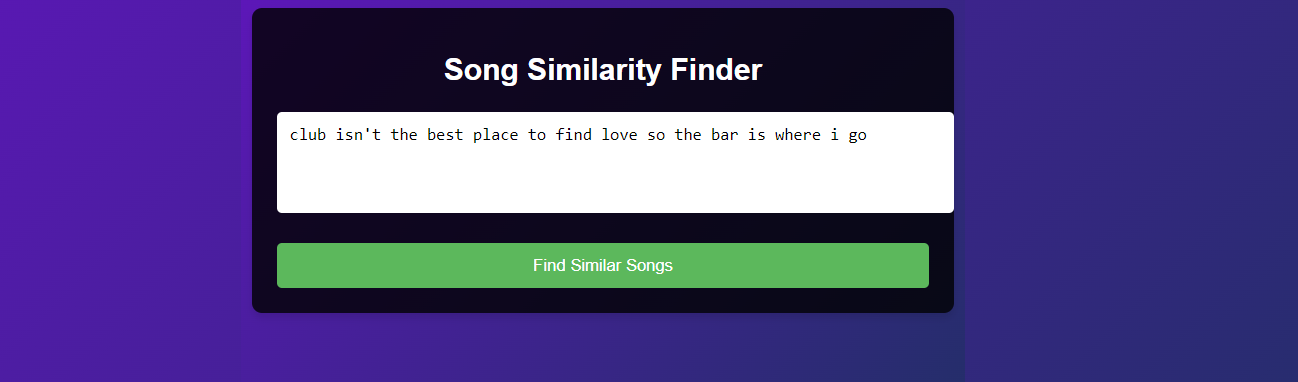 Song Similarity Finder
club isn't the best place to find love so the bar is where i go
Find Similar Songs